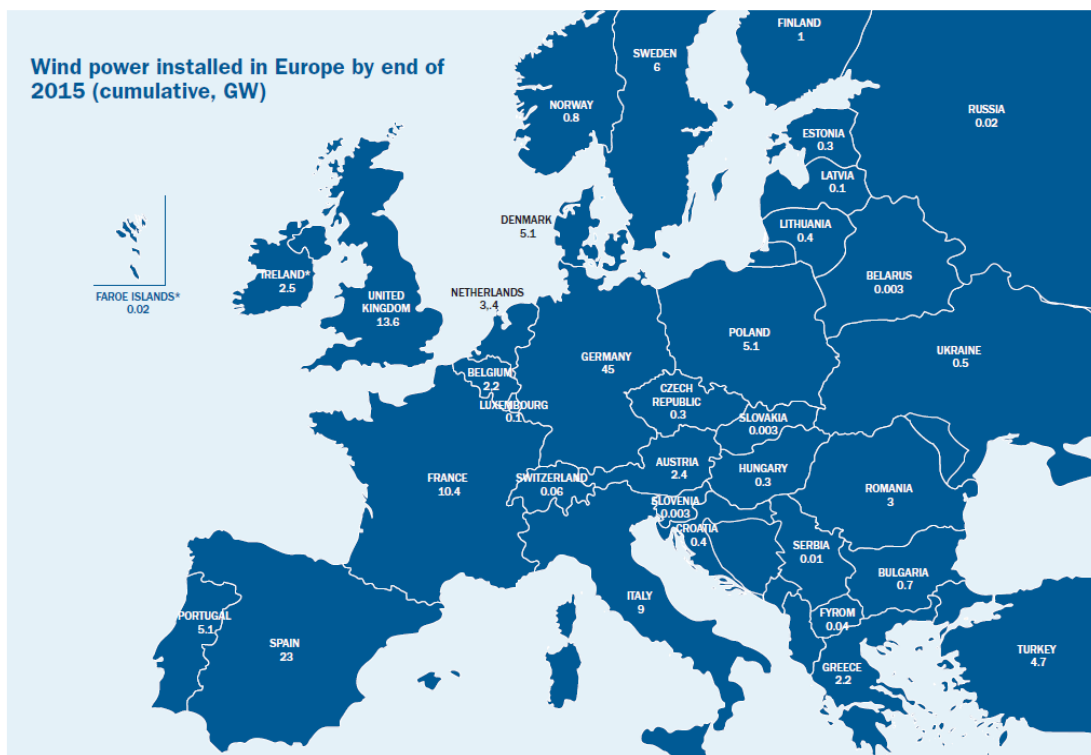 Wind power installed in Europe by end of
2015 (cumulative, GW)
FINLAND
1
SWEDEN
6
NORWAY
0.8
RUSSIA
0.02
ESTONIA
0.3
LATVIA
0.1
LITHUANIA
0.4
DENMARK
5.1
BELARUS
0.003
FAROE ISLANDS*
0.02
IRELAND*
2.5
UNITED
KINGDOM
13.6
NETHERLANDS
3,.4
POLAND
5.1
UKRAINE
0.5
GERMANY
45
BELGIUM
2,2
LUXEMBOURG
0.1
CZECH
REPUBLIC
0.3
SLOVAKIA
0.003
AUSTRIA
2.4
HUNGARY
0.3
FRANCE
10.4
SWITZERLAND
0.06
ROMANIA
3
SLOVENIA
0.003
CROATIA
0.4
SERBIA
0.01
BULGARIA
0.7
ITALY
9
PORTUGAL
5.1
SPAIN
23
FYROM
0.04
GREECE
2.2
TURKEY
4.7